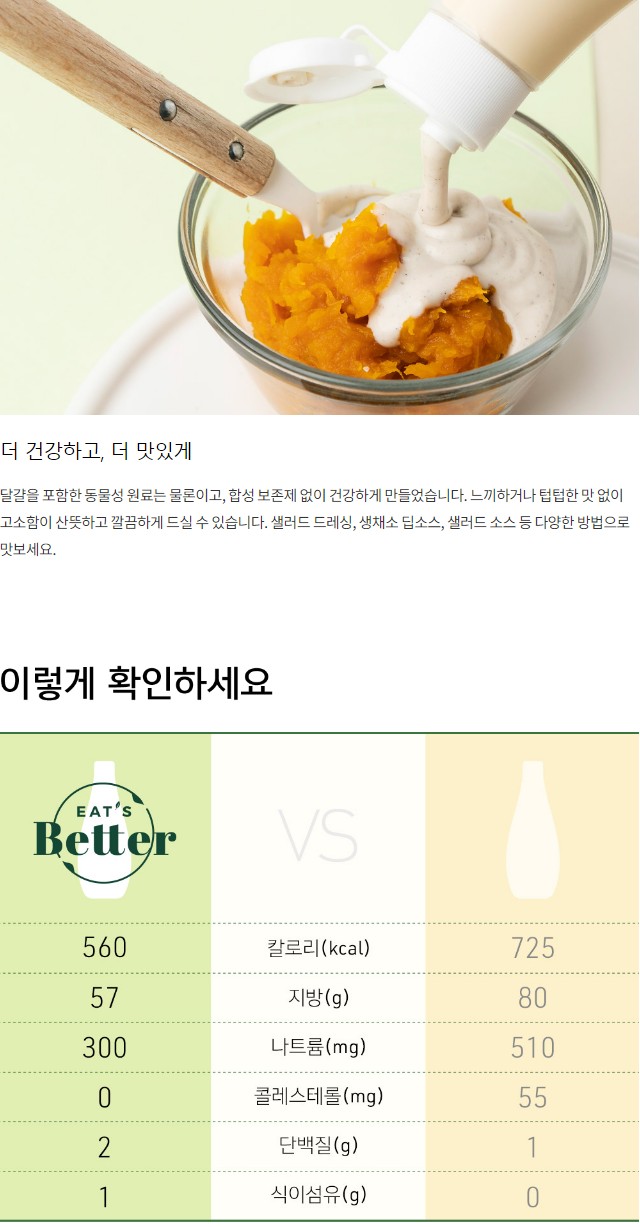 더 건강하고, 더 맛있게
달걀을 포함한 동물성 원료는 물론이고, 합성 보존제 없이 건강하게 만들었습니다. 느끼하거나 텁텁한 맛 없이
고소함이 산뜻하고 깔끔하게 드실 수 있습니다. 샐러드 드레싱, 생채소 딥소스, 샐러드 소스 등 다양한 방법으로
맛보세요.
이렇게 확인하세요
EAT'S
Better
VS
560 칼로리(kcal) 725
57 지방(g) 80
300 나트륨(mg) 510
0 콜레스테롤(mg) 55
2 단백질(g) 1
1 식이섬유(g) 0